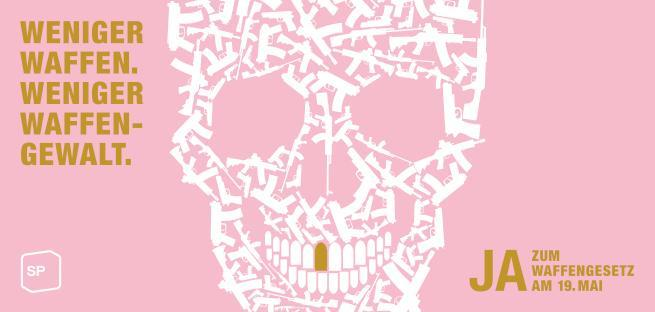 WENIGER
WAFFEN.
WENIGER
WAFFEN-
GEWALT.
SP
JA ZUM
WAFFENGESETZ
AM 19. MAI